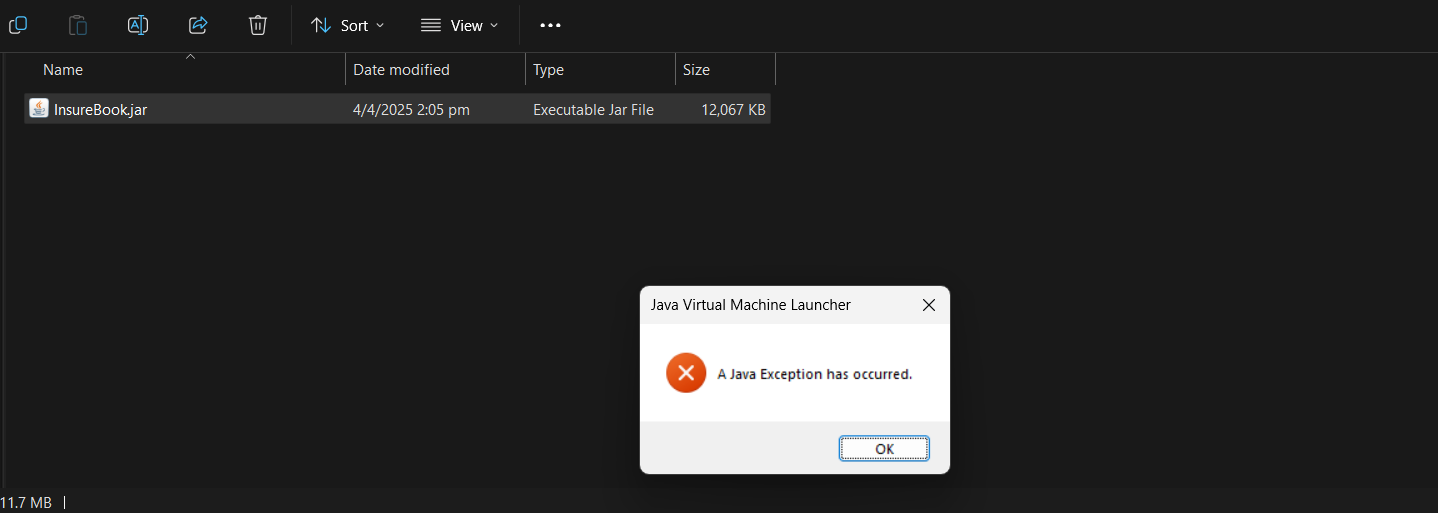 Sort
View
Name
Date modified
Type
Size
InsureBook.jar
4/4/2025 2:05 pm
Executable Jar File
12,067 KB
Java Virtual Machine Launcher
A Java Exception has occurred.
OK
11.7 MB